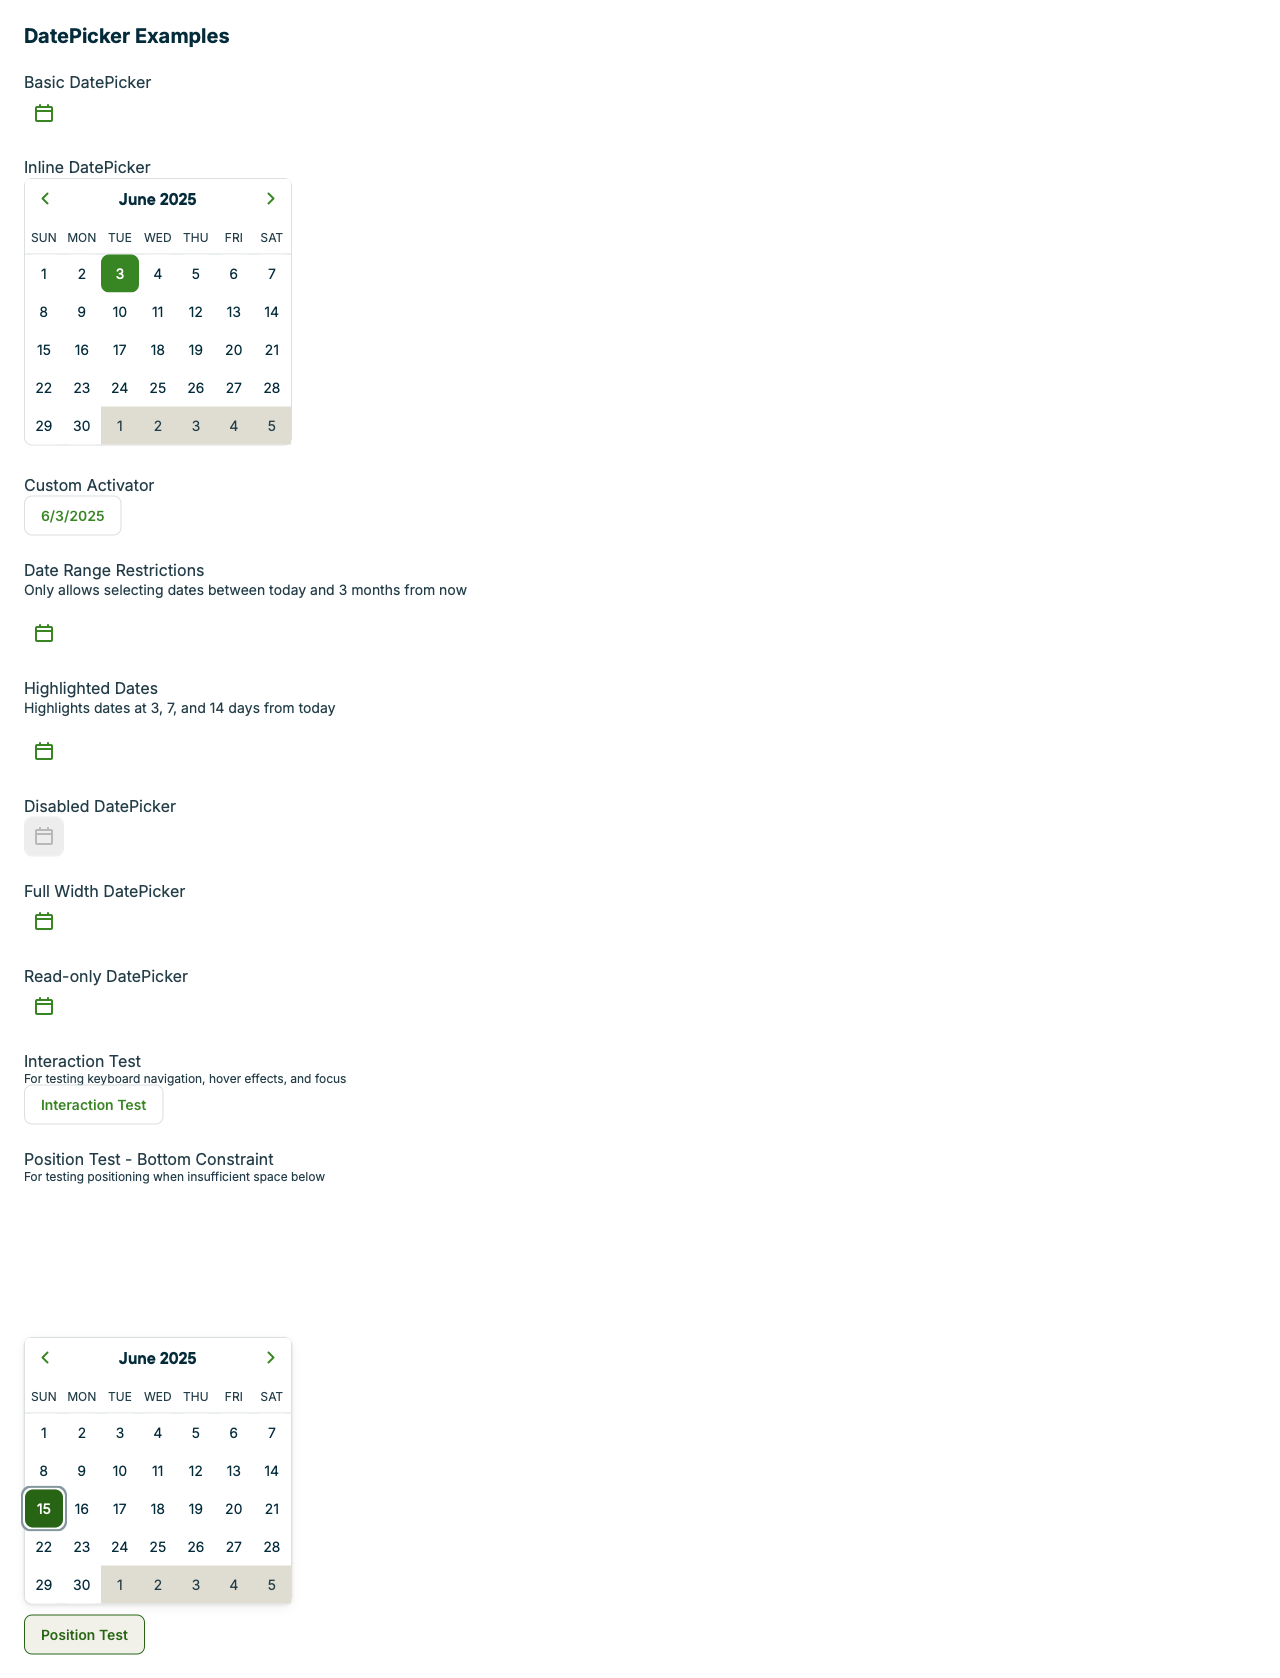 DatePicker Examples
Basic DatePicker
Inline DatePicker
June 2025
SUN MON TUE WED THU FRI SAT
1 2 3 4 5 6 7
8 9 10 11 12 13 14
15 16 17 18 19 20 21
22 23 24 25 26 27 28
29 30 1 2 3 4 5
Custom Activator
6/3/2025
Date Range Restrictions
Only allows selecting dates between today and 3 months from now
Highlighted Dates
Highlights dates at 3, 7, and 14 days from today
Disabled DatePicker
Full Width DatePicker
Read-only DatePicker
Interaction Test
For testing keyboard navigation, hover effects, and focus
Interaction Test
Position Test - Bottom Constraint
For testing positioning when insufficient space below
June 2025
SUN MON TUE WED THU FRI SAT
1 2 3 4 5 6 7
8 9 10 11 12 13 14
15 16 17 18 19 20 21
22 23 24 25 26 27 28
29 30 1 2 3 4 5
Position Test